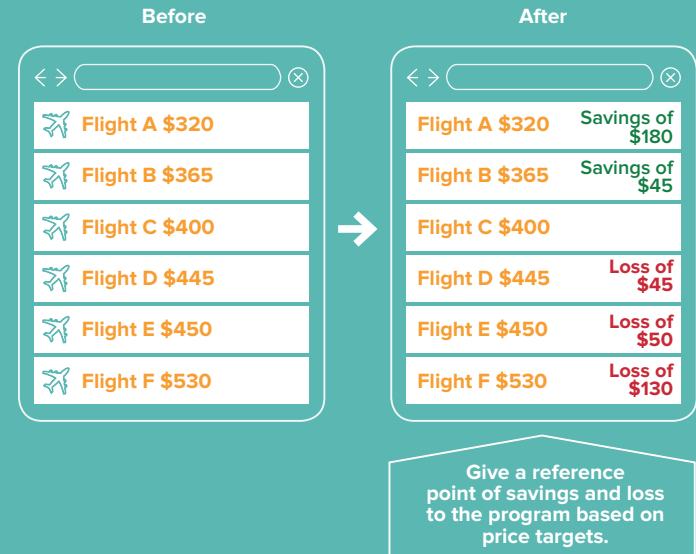 Before
Flight A $320
Flight B $365
Flight C $400
Flight D $445
Flight E $450
Flight F $530
After
Flight A $320
Savings of
$180
Flight B $365
Savings of
$45
Flight C $400
Flight D $445
Loss of
$45
Flight E $450
Loss of
$50
Flight F $530
Loss of
$130
Give a reference
point of savings and loss
to the program based on
price targets.